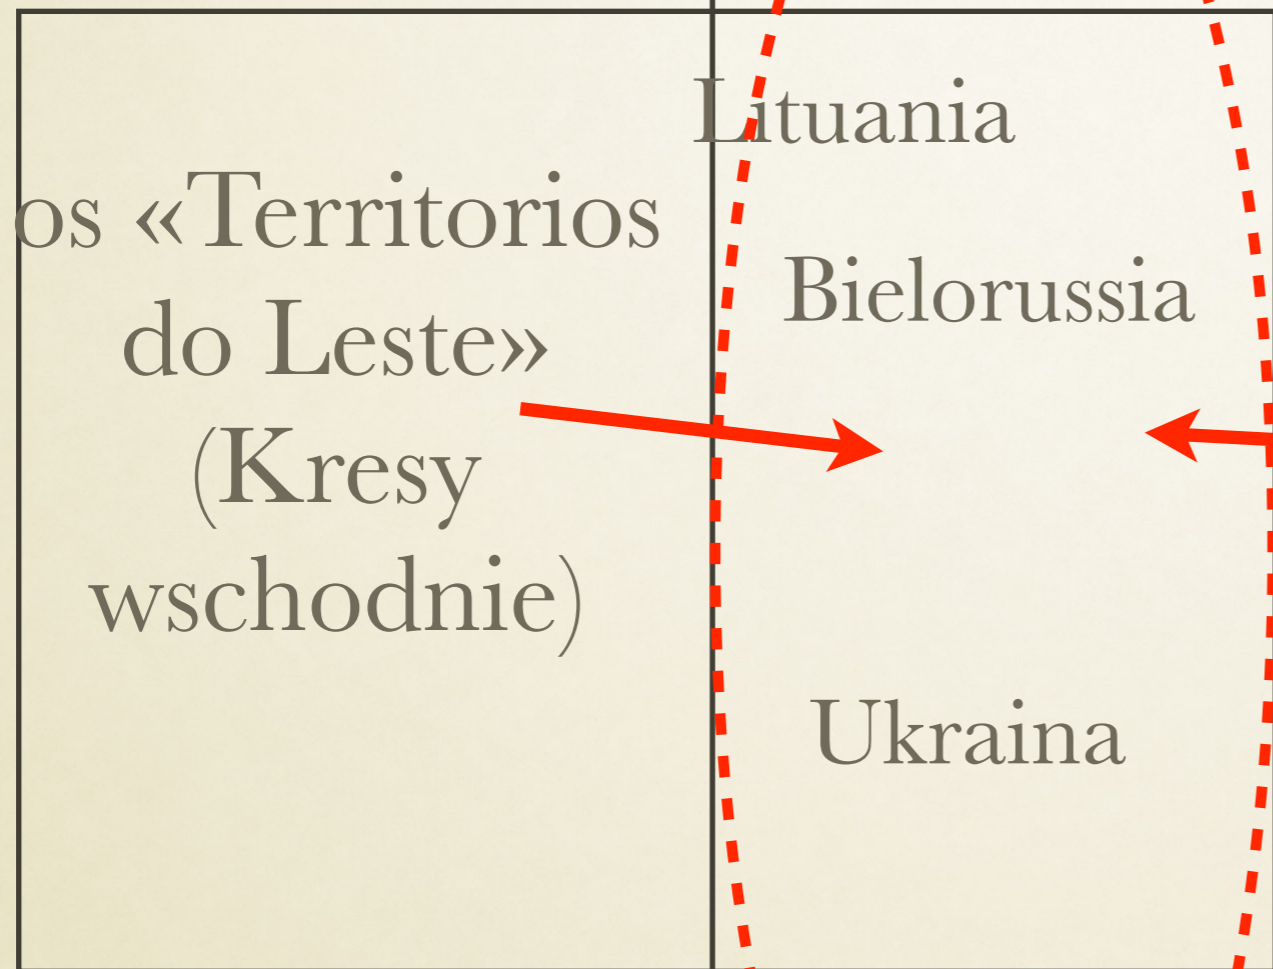 os «Territorios
do Leste»
(Kresy
wschodnie)
Lituania
Bielorussia
Ukraina